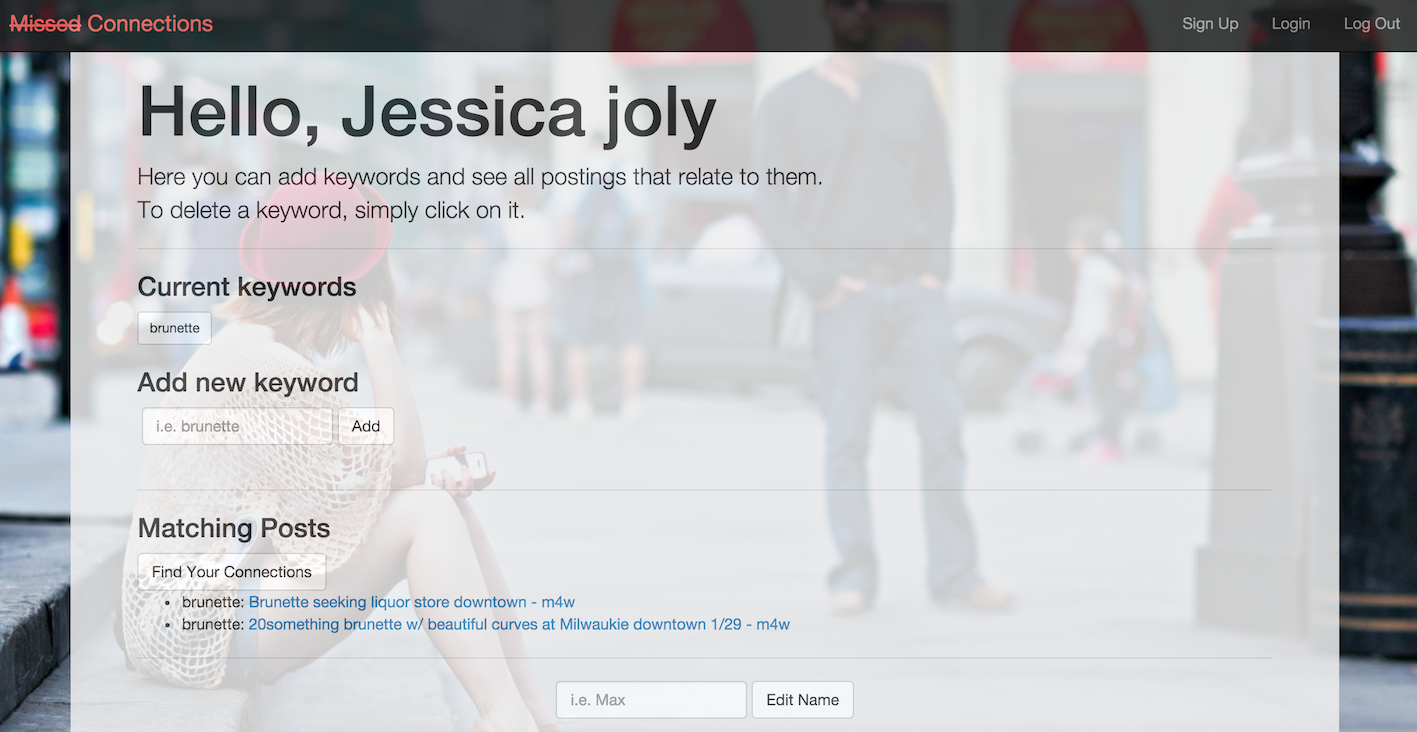 Missed Connections
Sign Up Login Log Out
Hello, Jessica joly
Here you can add keywords and see all postings that relate to them.
To delete a keyword, simply click on it.
Current keywords
brunette
Add new keyword
i.e. brunette Add
Matching Posts
Find Your Connections
brunette: Brunette seeking liquor store downtown - m4w
brunette: 20something brunette w/ beautiful curves at Milwaukie downtown 1/29 - m4w
i.e. Max Edit Name